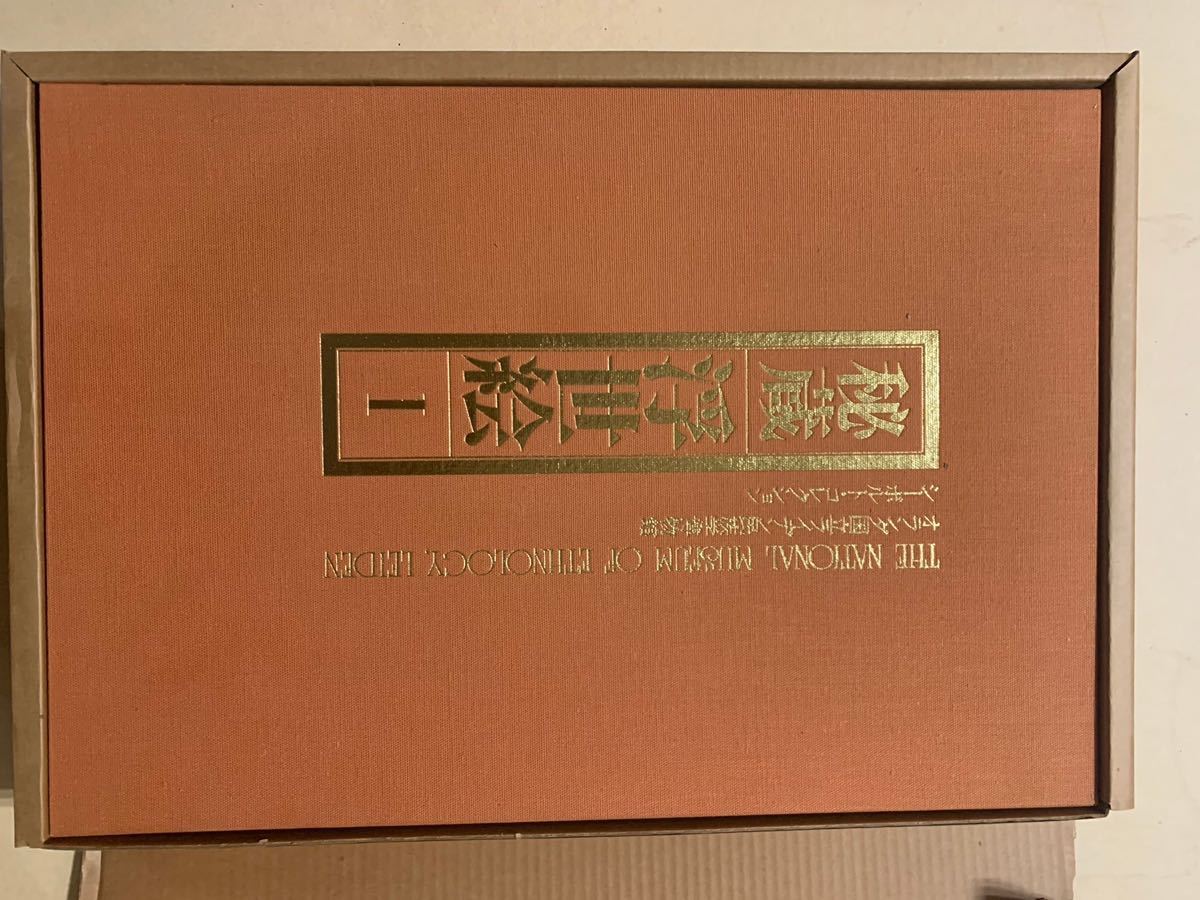 秘蔵
浮世絵
I
シーボルト・コレクション
オランダ国立ライデン民族学博物館
THE NATIONAL MUSEUM OF ETHNOLOGY, LEIDEN